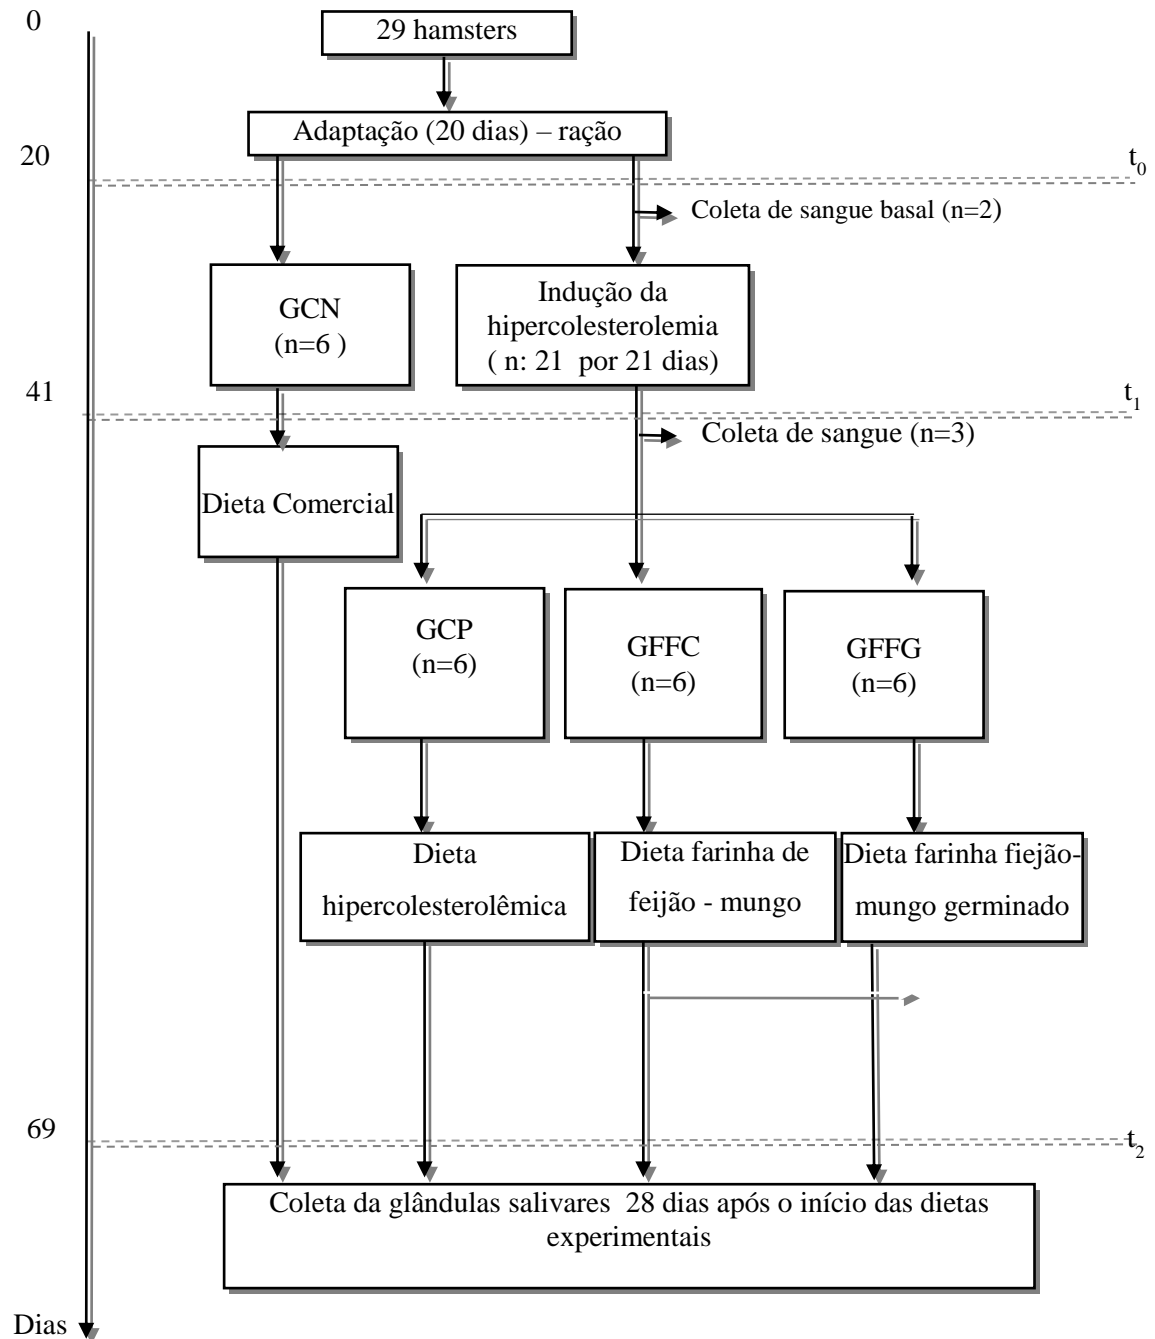 0
29 hamsters
Adaptação (20 dias) – ração
20
t0
Coleta de sangue basal (n=2)
GCN
(n=6 )
Indução da
hipercolesterolemia
( n: 21  por 21 dias)
41
t1
Coleta de sangue (n=3)
Dieta Comercial
GCP
(n=6)
GFFC
(n=6)
GFFG
(n=6)
Dieta
hipercolesterolêmica
Dieta farinha de
feijão - mungo
Dieta farinha fiejão-
mungo germinado
69
t2
Coleta da glândulas salivares  28 dias após o início das dietas
experimentais
Dias